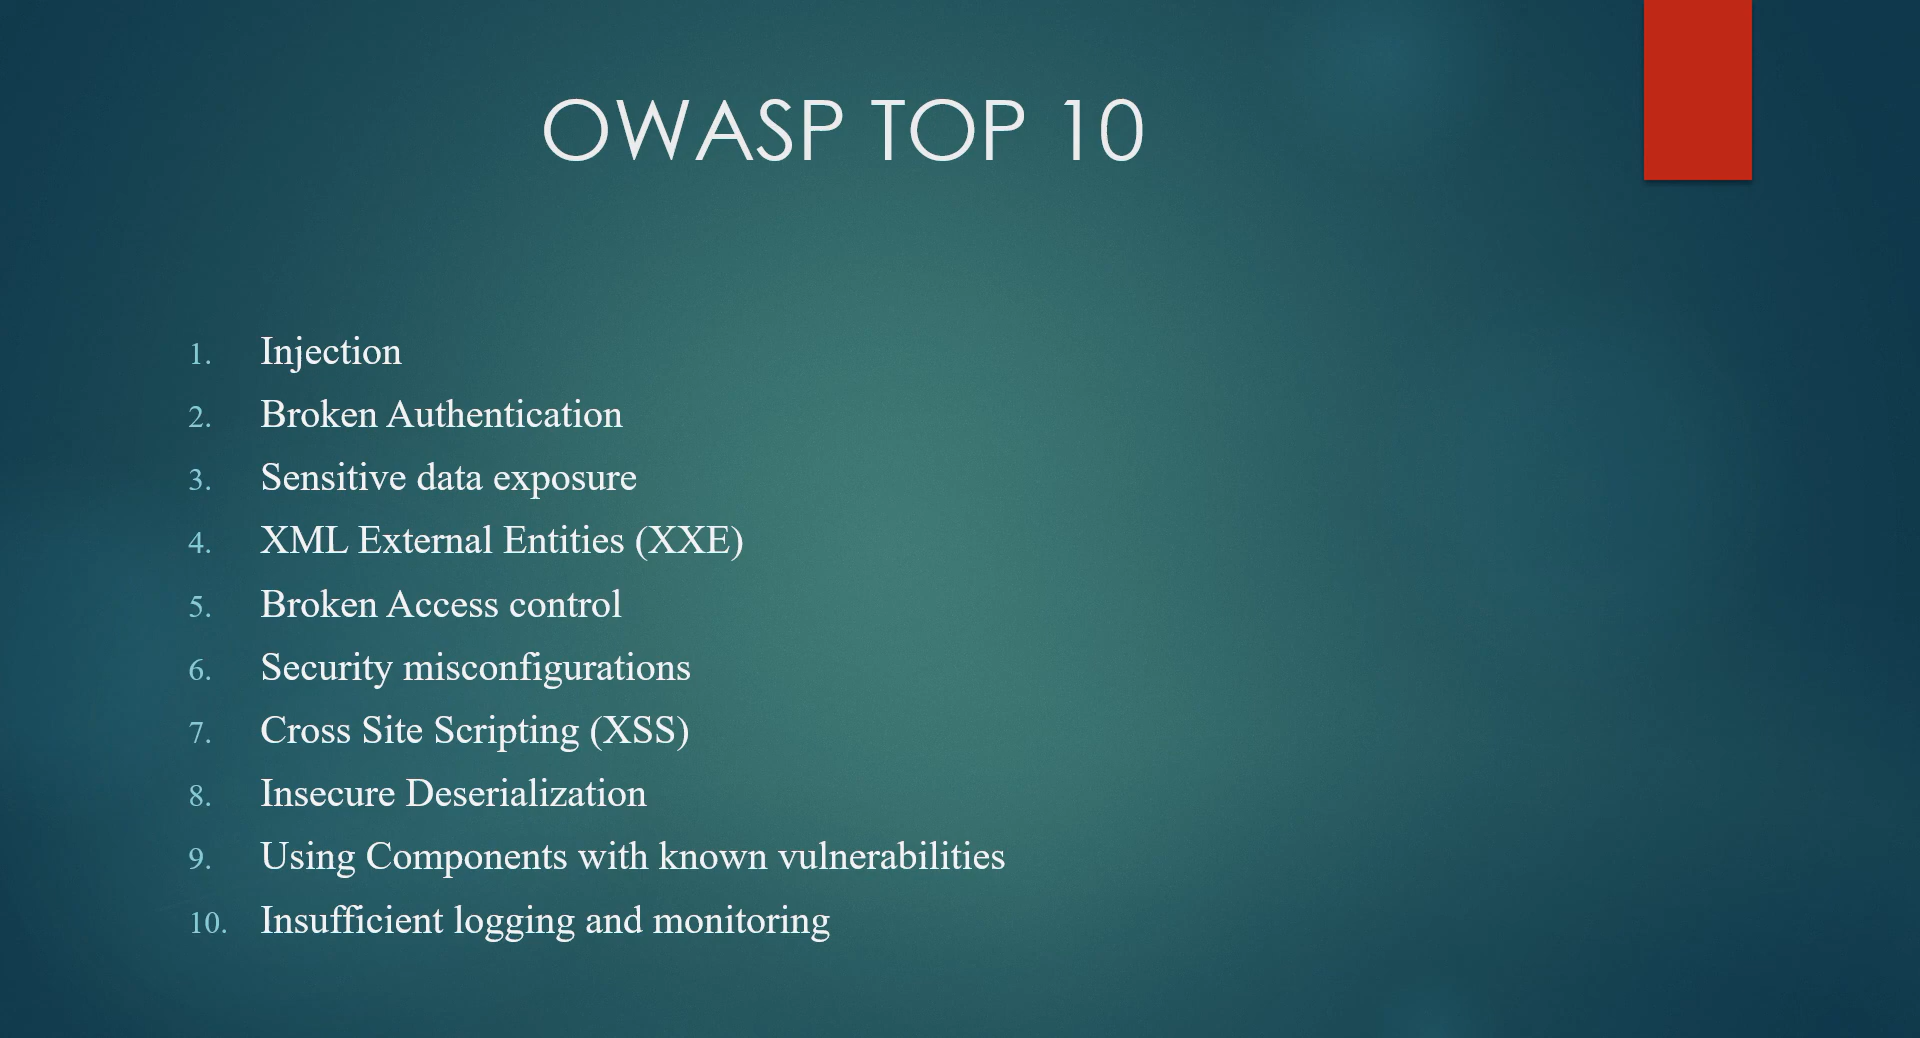 OWASP TOP 10
1. Injection
2. Broken Authentication
3. Sensitive data exposure
4. XML External Entities (XXE)
5. Broken Access control
6. Security misconfigurations
7. Cross Site Scripting (XSS)
8. Insecure Deserialization
9. Using Components with known vulnerabilities
10. Insufficient logging and monitoring